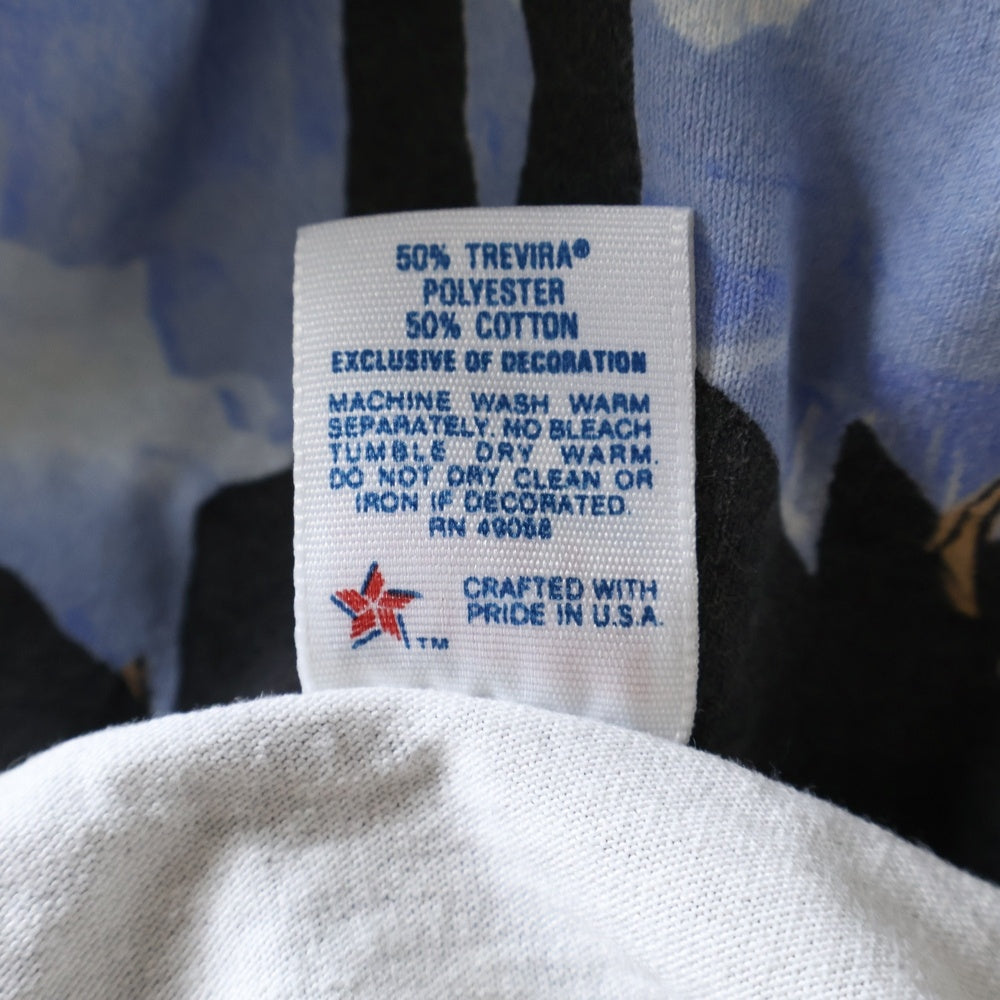 50% TREVIRA®
POLYESTER
50% COTTON
EXCLUSIVE OF DECORATION
MACHINE WASH WARM
SEPARATELY. NO BLEACH
TUMBLE DRY WARM.
DO NOT DRY CLEAN OR
IRON IF DECORATED.
RN
CRAFTED WITH
PRIDE IN U.S.A.
TM